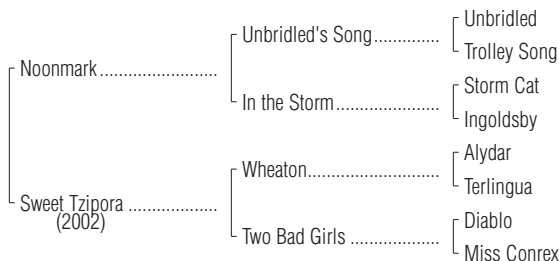 Unbridled
Unbridled's Song..............
Trolley Song
Noonmark.........................
Storm Cat
In the Storm......................
Ingoldsby
Alydar
Wheaton............................
Terlingua
Sweet Tzipora ...................
(2002)
Diablo
Two Bad Girls ...................
Miss Conrex